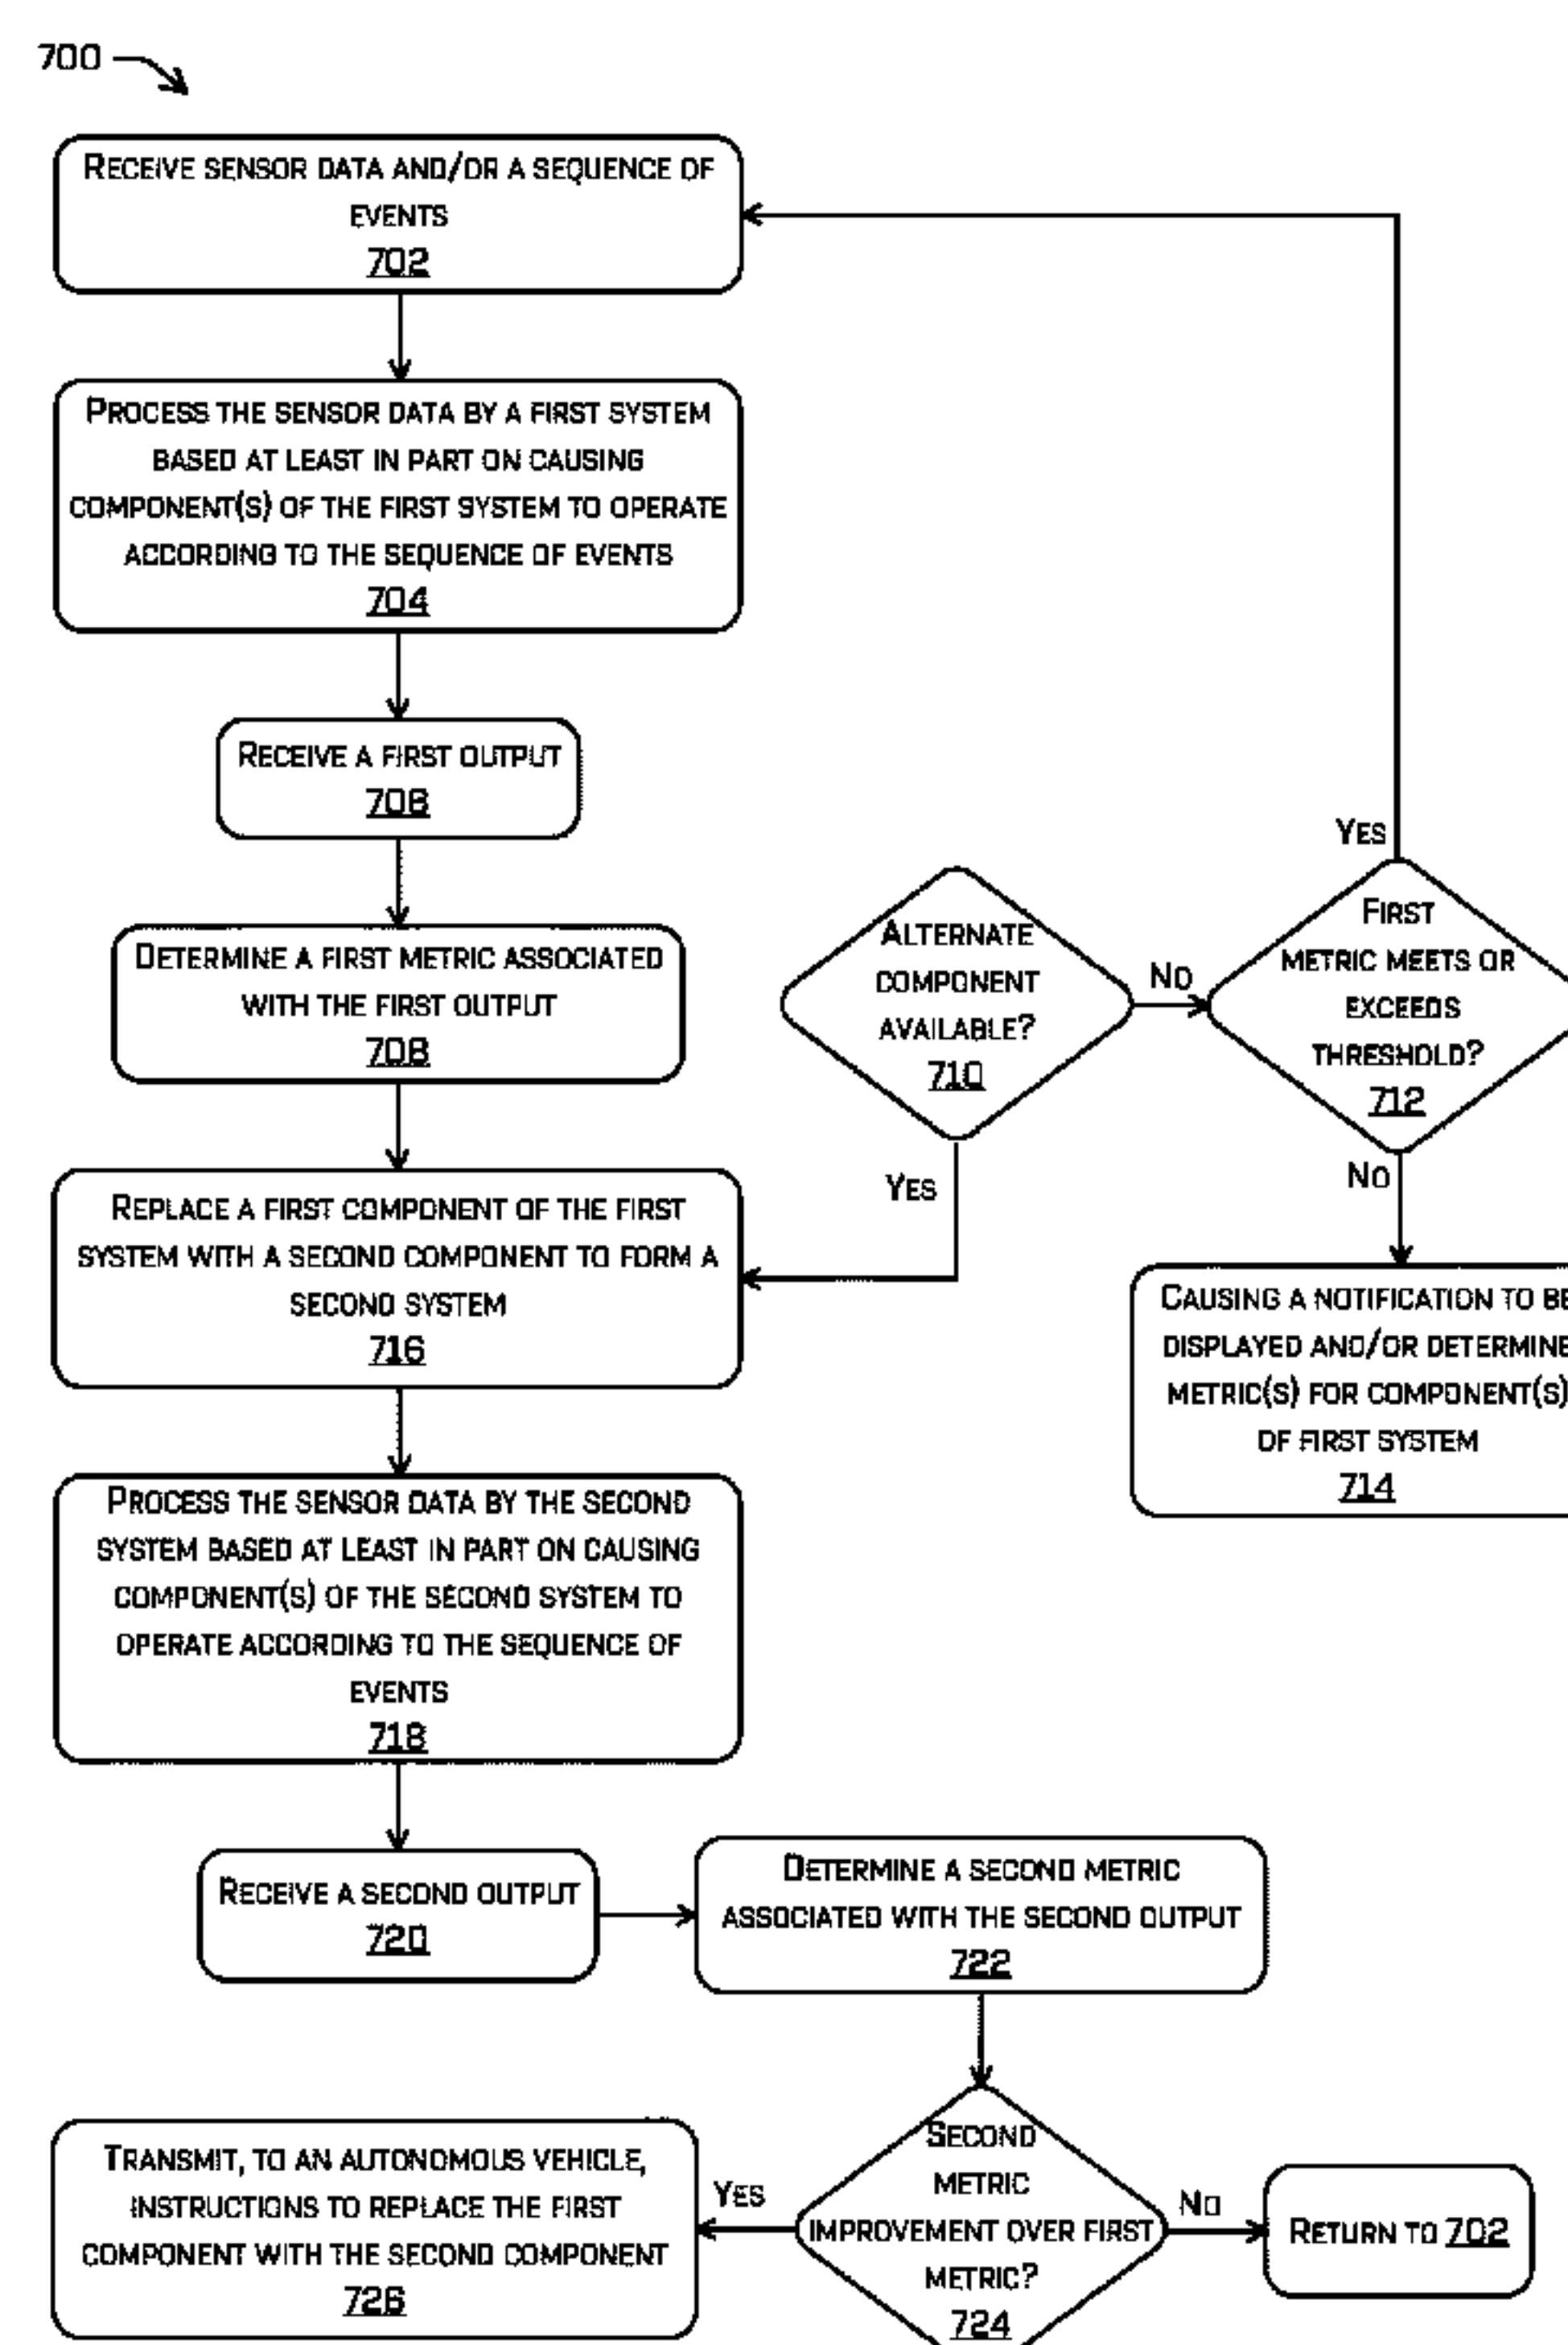 700
RECEIVE SENSOR DATA AND/OR A SEQUENCE OF
EVENTS
702
PROCESS THE SENSOR DATA BY A FIRST SYSTEM
BASED AT LEAST IN PART ON CAUSING
COMPONENT(S) OF THE FIRST SYSTEM TO OPERATE
ACCORDING TO THE SEQUENCE OF EVENTS
704
RECEIVE A FIRST OUTPUT
706
DETERMINE A FIRST METRIC ASSOCIATED
WITH THE FIRST OUTPUT
708
ALTERNATE
COMPONENT
AVAILABLE?
710
NO
YES
YES
FIRST
METRIC MEETS OR
EXCEEDS
THRESHOLD?
712
NO
CAUSING A NOTIFICATION TO BE
DISPLAYED AND/OR DETERMINE
METRIC(S) FOR COMPONENT(S)
OF FIRST SYSTEM
714
REPLACE A FIRST COMPONENT OF THE FIRST
SYSTEM WITH A SECOND COMPONENT TO FORM A
SECOND SYSTEM
716
PROCESS THE SENSOR DATA BY THE SECOND
SYSTEM BASED AT LEAST IN PART ON CAUSING
COMPONENT(S) OF THE SECOND SYSTEM TO
OPERATE ACCORDING TO THE SEQUENCE OF
EVENTS
718
RECEIVE A SECOND OUTPUT
720
DETERMINE A SECOND METRIC
ASSOCIATED WITH THE SECOND OUTPUT
722
SECOND
METRIC
IMPROVEMENT OVER FIRST
METRIC?
724
YES
TRANSMIT, TO AN AUTONOMOUS VEHICLE,
INSTRUCTIONS TO REPLACE THE FIRST
COMPONENT WITH THE SECOND COMPONENT
726
NO
RETURN TO 702